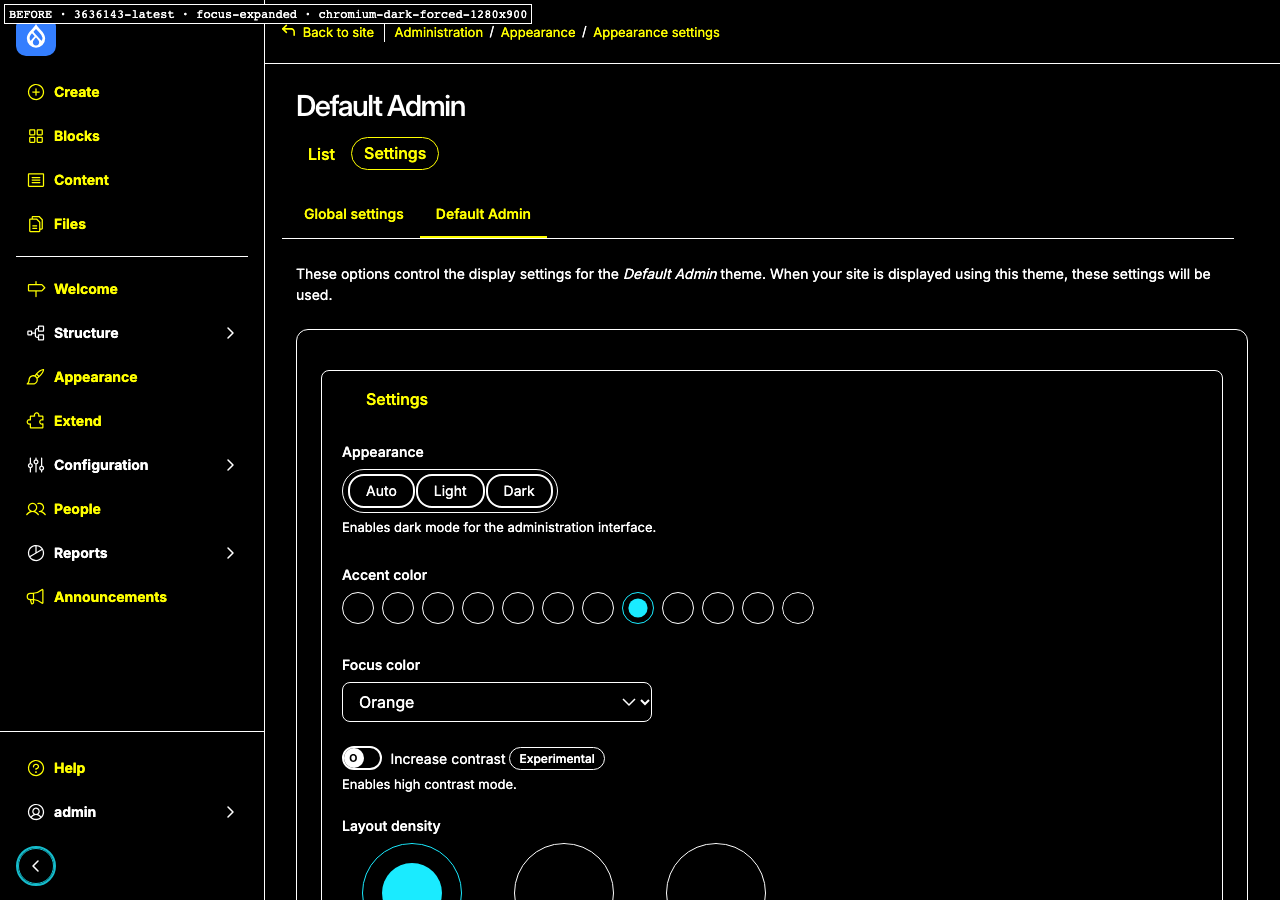 BEFORE · 3636143-latest · focus-expanded · chromium-dark-forced-1280x900
Back to site Administration / Appearance / Appearance settings
Create
Blocks
Content
Files
Welcome
Structure
Appearance
Extend
Configuration
People
Reports
Announcements
Help
admin
Default Admin
List Settings
Global settings Default Admin
These options control the display settings for the Default Admin theme. When your site is displayed using this theme, these settings will be
used.
Settings
Appearance
Auto Light Dark
Enables dark mode for the administration interface.
Accent color
Focus color
Orange
Increase contrast Experimental
Enables high contrast mode.
Layout density